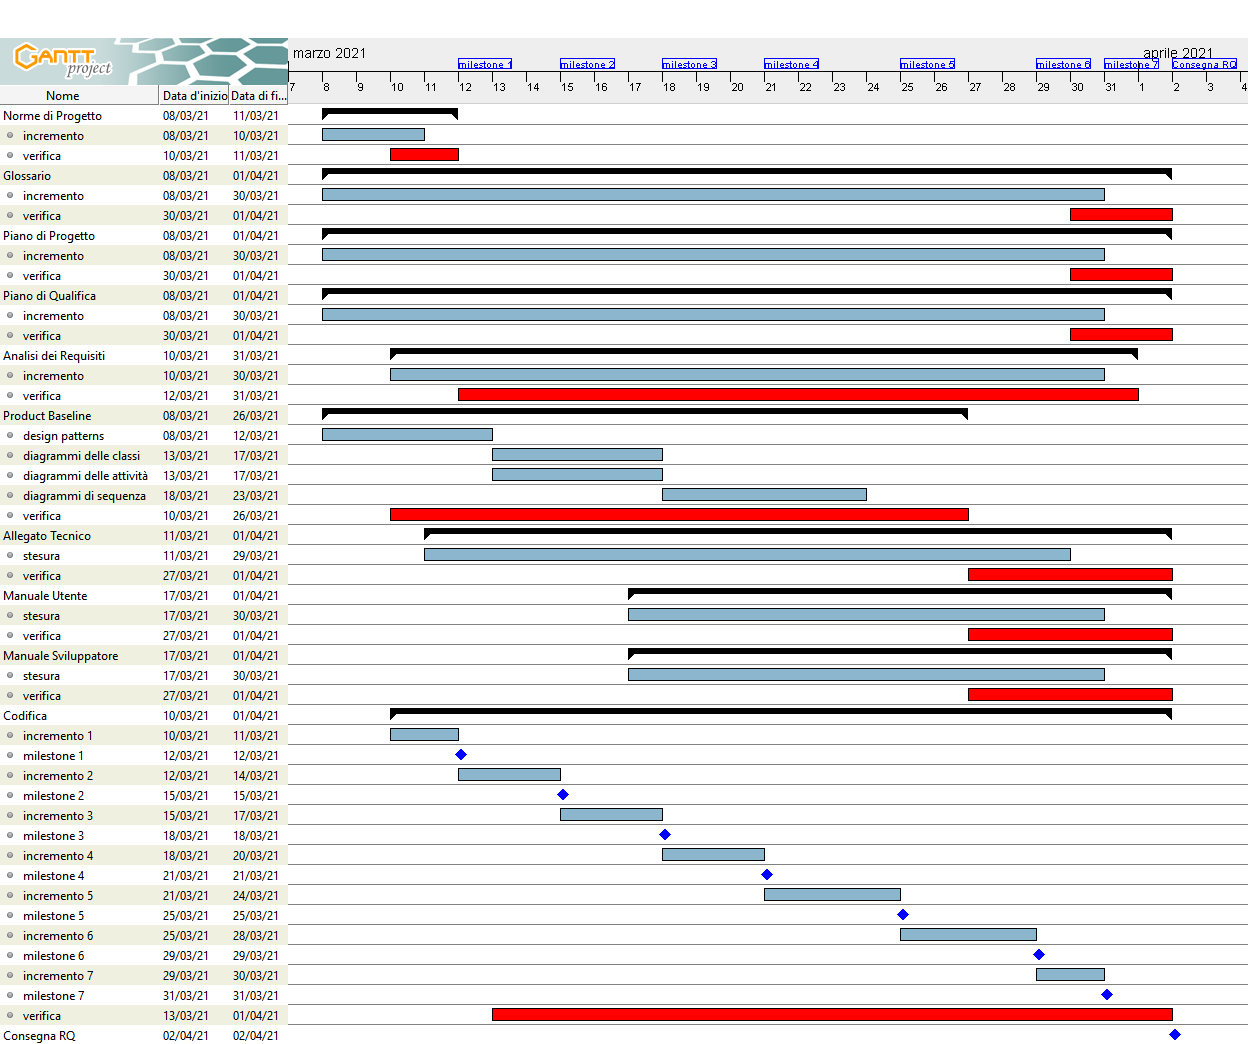 GANTT
project
marzo 2021
aprile 2021
milestone 1 milestone 2 milestone 3 milestone 4 milestone 5 milestone 6 milestone 7 Consegna RQ
7 8 9 10 11 12 13 14 15 16 17 18 19 20 21 22 23 24 25 26 27 28 29 30 31 1 2 3 4
Nome Data d'inizio Data di fi...
Norme di Progetto 08/03/21 11/03/21
incremento 08/03/21 10/03/21
verifica 10/03/21 11/03/21
Glossario 08/03/21 01/04/21
incremento 08/03/21 30/03/21
verifica 30/03/21 01/04/21
Piano di Progetto 08/03/21 01/04/21
incremento 08/03/21 30/03/21
verifica 30/03/21 01/04/21
Piano di Qualifica 08/03/21 01/04/21
incremento 08/03/21 30/03/21
verifica 30/03/21 01/04/21
Analisi dei Requisiti 10/03/21 31/03/21
incremento 10/03/21 30/03/21
verifica 12/03/21 31/03/21
Product Baseline 08/03/21 26/03/21
design patterns 08/03/21 12/03/21
diagrammi delle classi 13/03/21 17/03/21
diagrammi delle attività 13/03/21 17/03/21
diagrammi di sequenza 18/03/21 23/03/21
verifica 10/03/21 26/03/21
Allegato Tecnico 11/03/21 01/04/21
stesura 11/03/21 29/03/21
verifica 27/03/21 01/04/21
Manuale Utente 17/03/21 01/04/21
stesura 17/03/21 30/03/21
verifica 27/03/21 01/04/21
Manuale Sviluppatore 17/03/21 01/04/21
stesura 17/03/21 30/03/21
verifica 27/03/21 01/04/21
Codifica 10/03/21 01/04/21
incremento 1 10/03/21 11/03/21
milestone 1 12/03/21 12/03/21
incremento 2 12/03/21 14/03/21
milestone 2 15/03/21 15/03/21
incremento 3 15/03/21 17/03/21
milestone 3 18/03/21 18/03/21
incremento 4 18/03/21 20/03/21
milestone 4 21/03/21 21/03/21
incremento 5 21/03/21 24/03/21
milestone 5 25/03/21 25/03/21
incremento 6 25/03/21 28/03/21
milestone 6 29/03/21 29/03/21
incremento 7 29/03/21 30/03/21
milestone 7 31/03/21 31/03/21
verifica 13/03/21 01/04/21
Consegna RQ 02/04/21 02/04/21